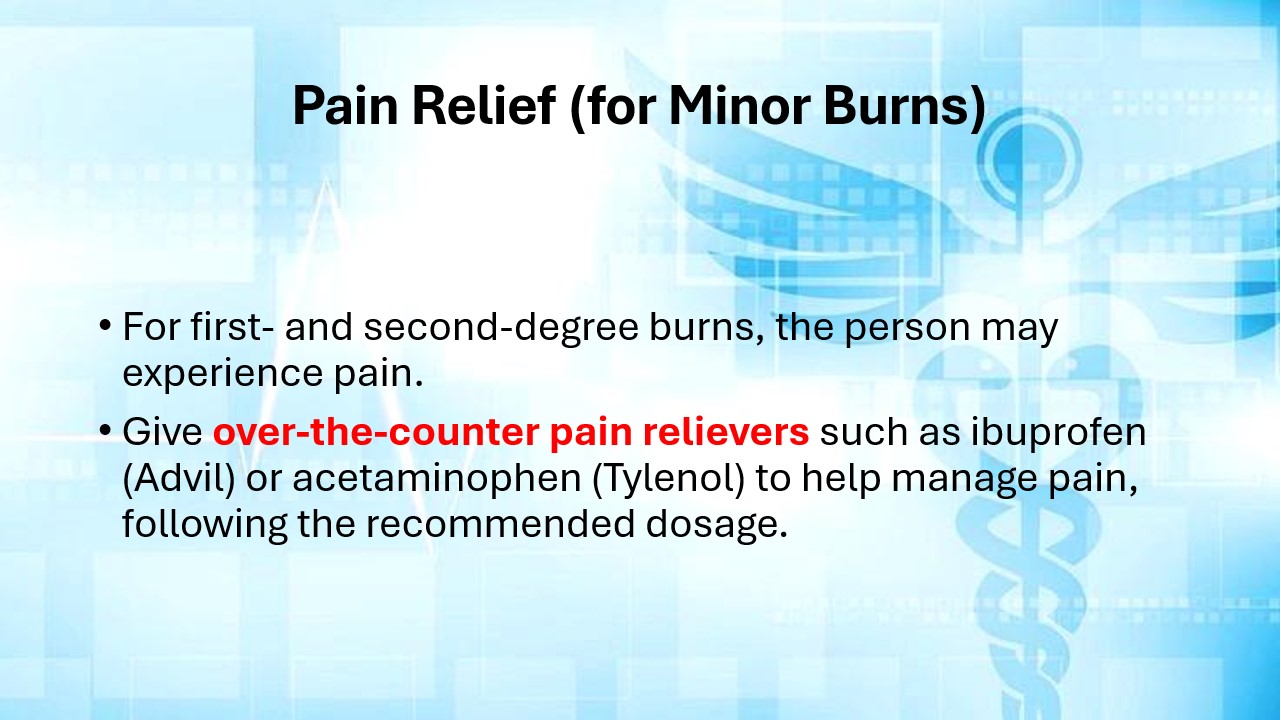 Pain Relief (for Minor Burns)
• For first- and second-degree burns, the person may
experience pain.
• Give over-the-counter pain relievers such as ibuprofen
(Advil) or acetaminophen (Tylenol) to help manage pain,
following the recommended dosage.